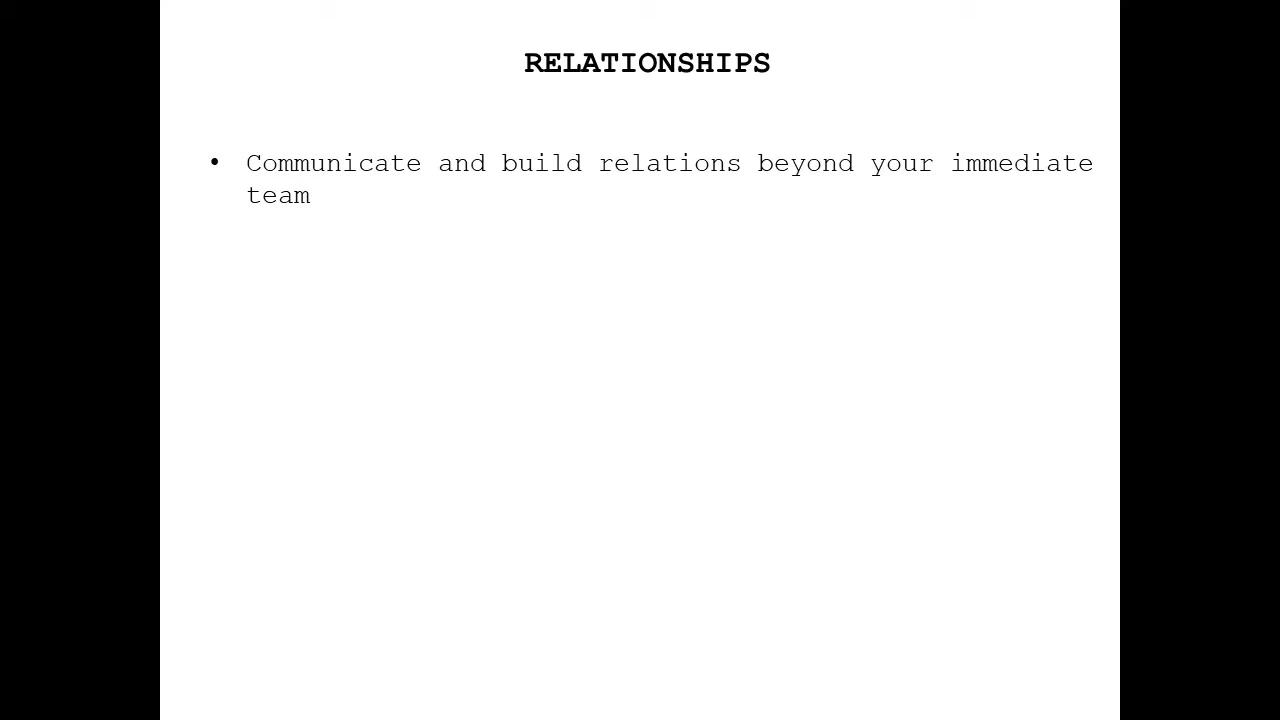 RELATIONSHIPS
• Communicate and build relations beyond your immediate
team